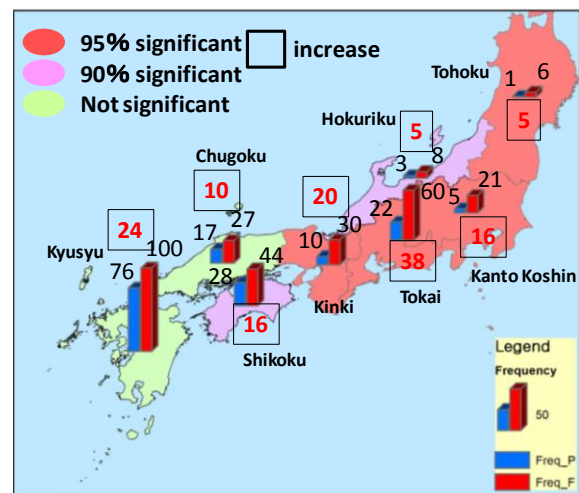 95% significant
increase
90% significant
Not significant
Tohoku
1 6
5
Hokuriku
5
3 8
Chugoku
10
17 27
20
10 30
22 60
5 21
16
Kanto Koshin
24
Kyusyu
76 100
28 44
16
Shikoku
Kinki
38
Tokai
Legend
Frequency
50
Freq_P
Freq_F